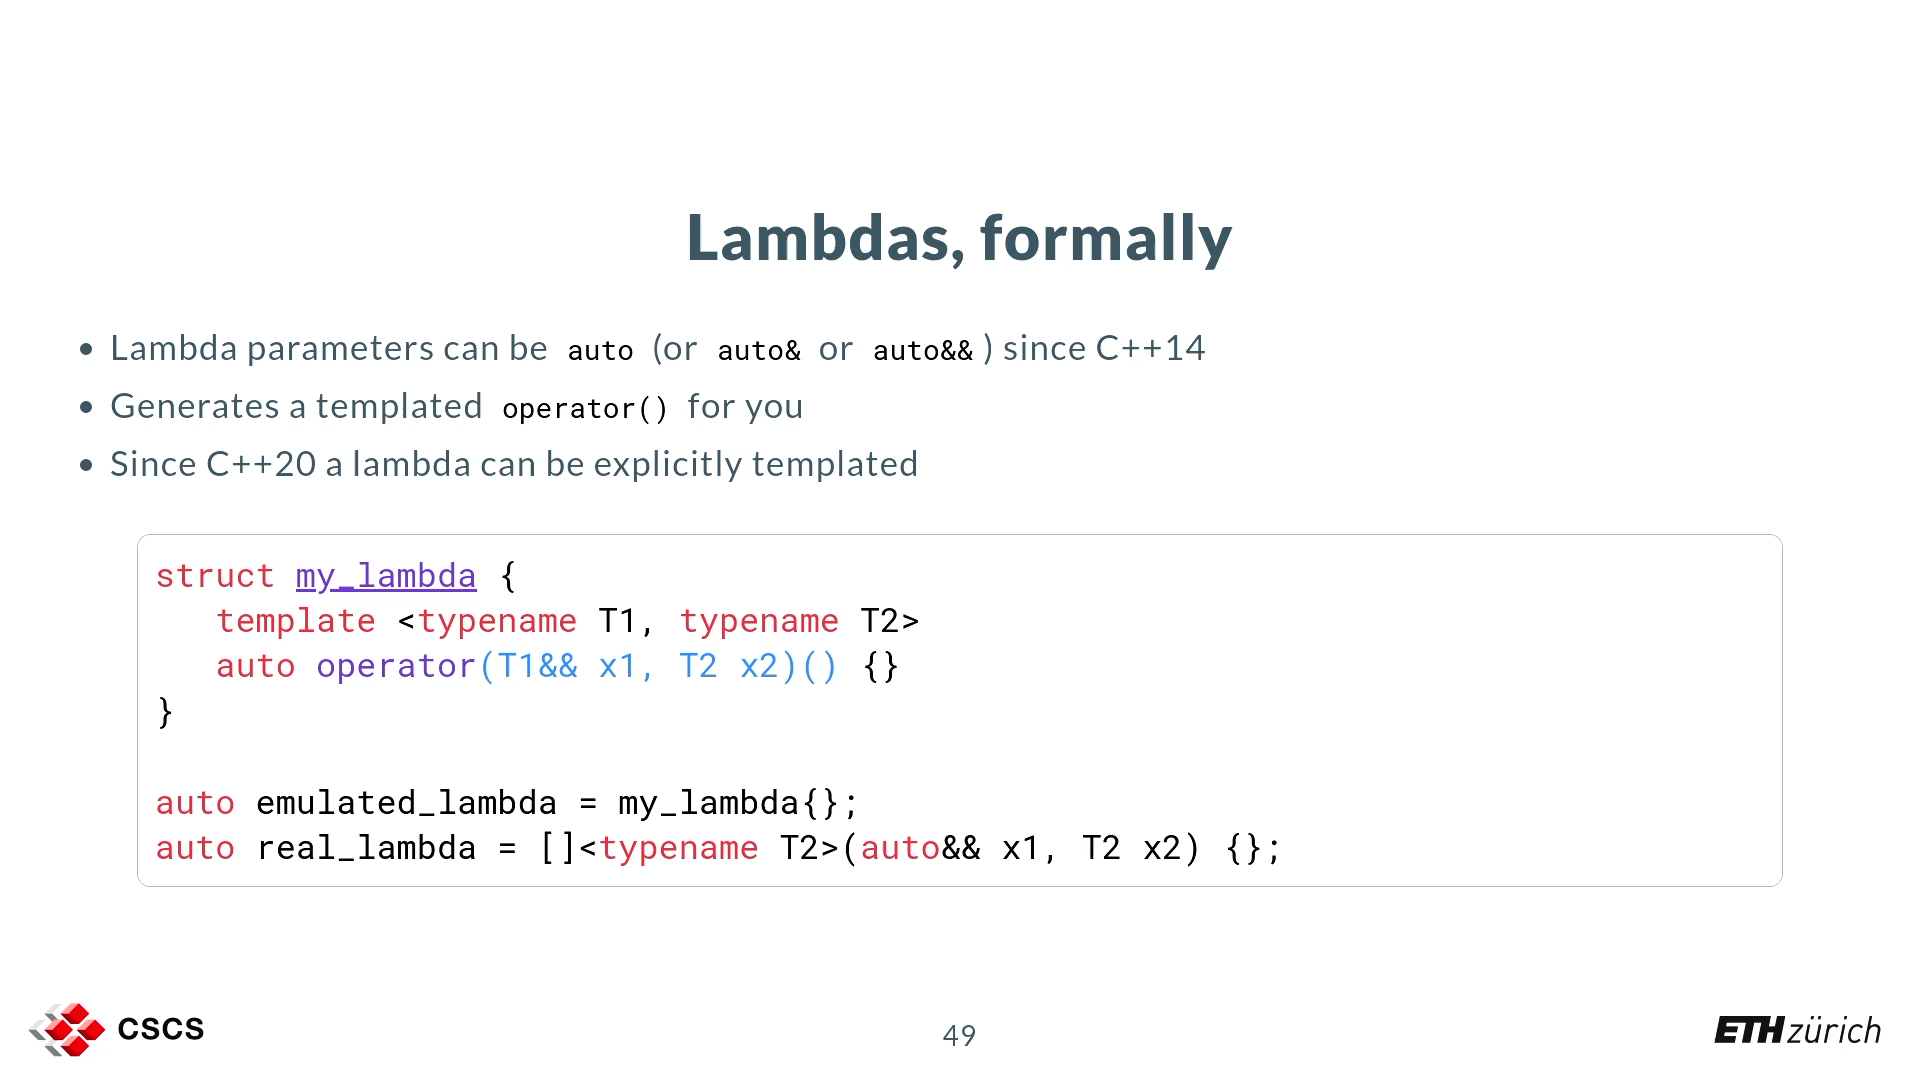 Lambdas, formally
• Lambda parameters can be auto (or auto& or auto&&) since C++14
• Generates a templated operator() for you
• Since C++20 a lambda can be explicitly templated
struct my_lambda {
   template <typename T1, typename T2>
   auto operator(T1&& x1, T2 x2)() {}
}
auto emulated_lambda = my_lambda{};
auto real_lambda = []<typename T2>(auto&& x1, T2 x2) {};
CSCS
49
ETH zürich